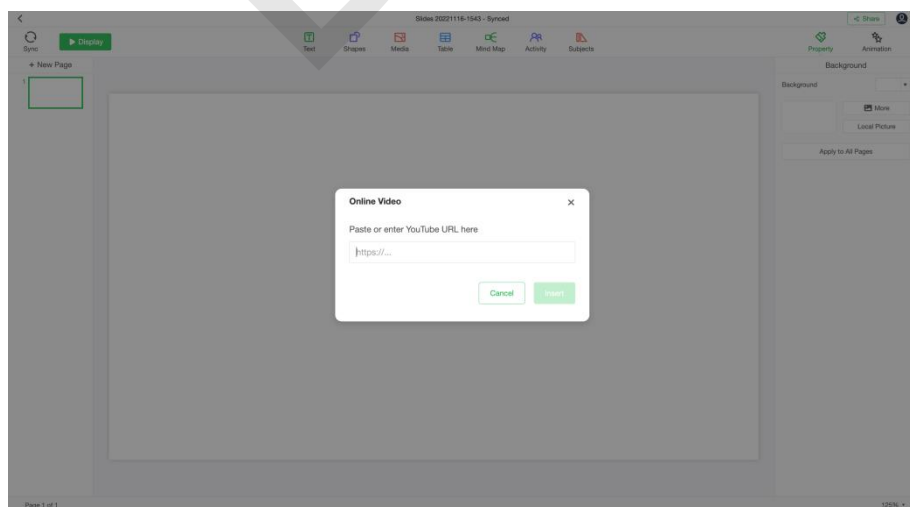 Slides 20221116-1543 - Synced
Share
Sync
Display
Text
Shapes
Media
Table
Mind Map
Activity
Subjects
Property
Animation
+ New Page
Background
1
Background
More
Local Picture
Apply to All Pages
Online Video
Paste or enter YouTube URL here
https://...
Cancel
Insert
Page 1 of 1
125%